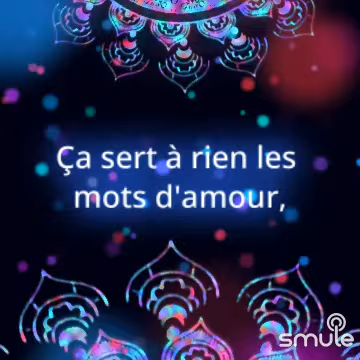 Ça sert à rien les
mots d'amour,
smule